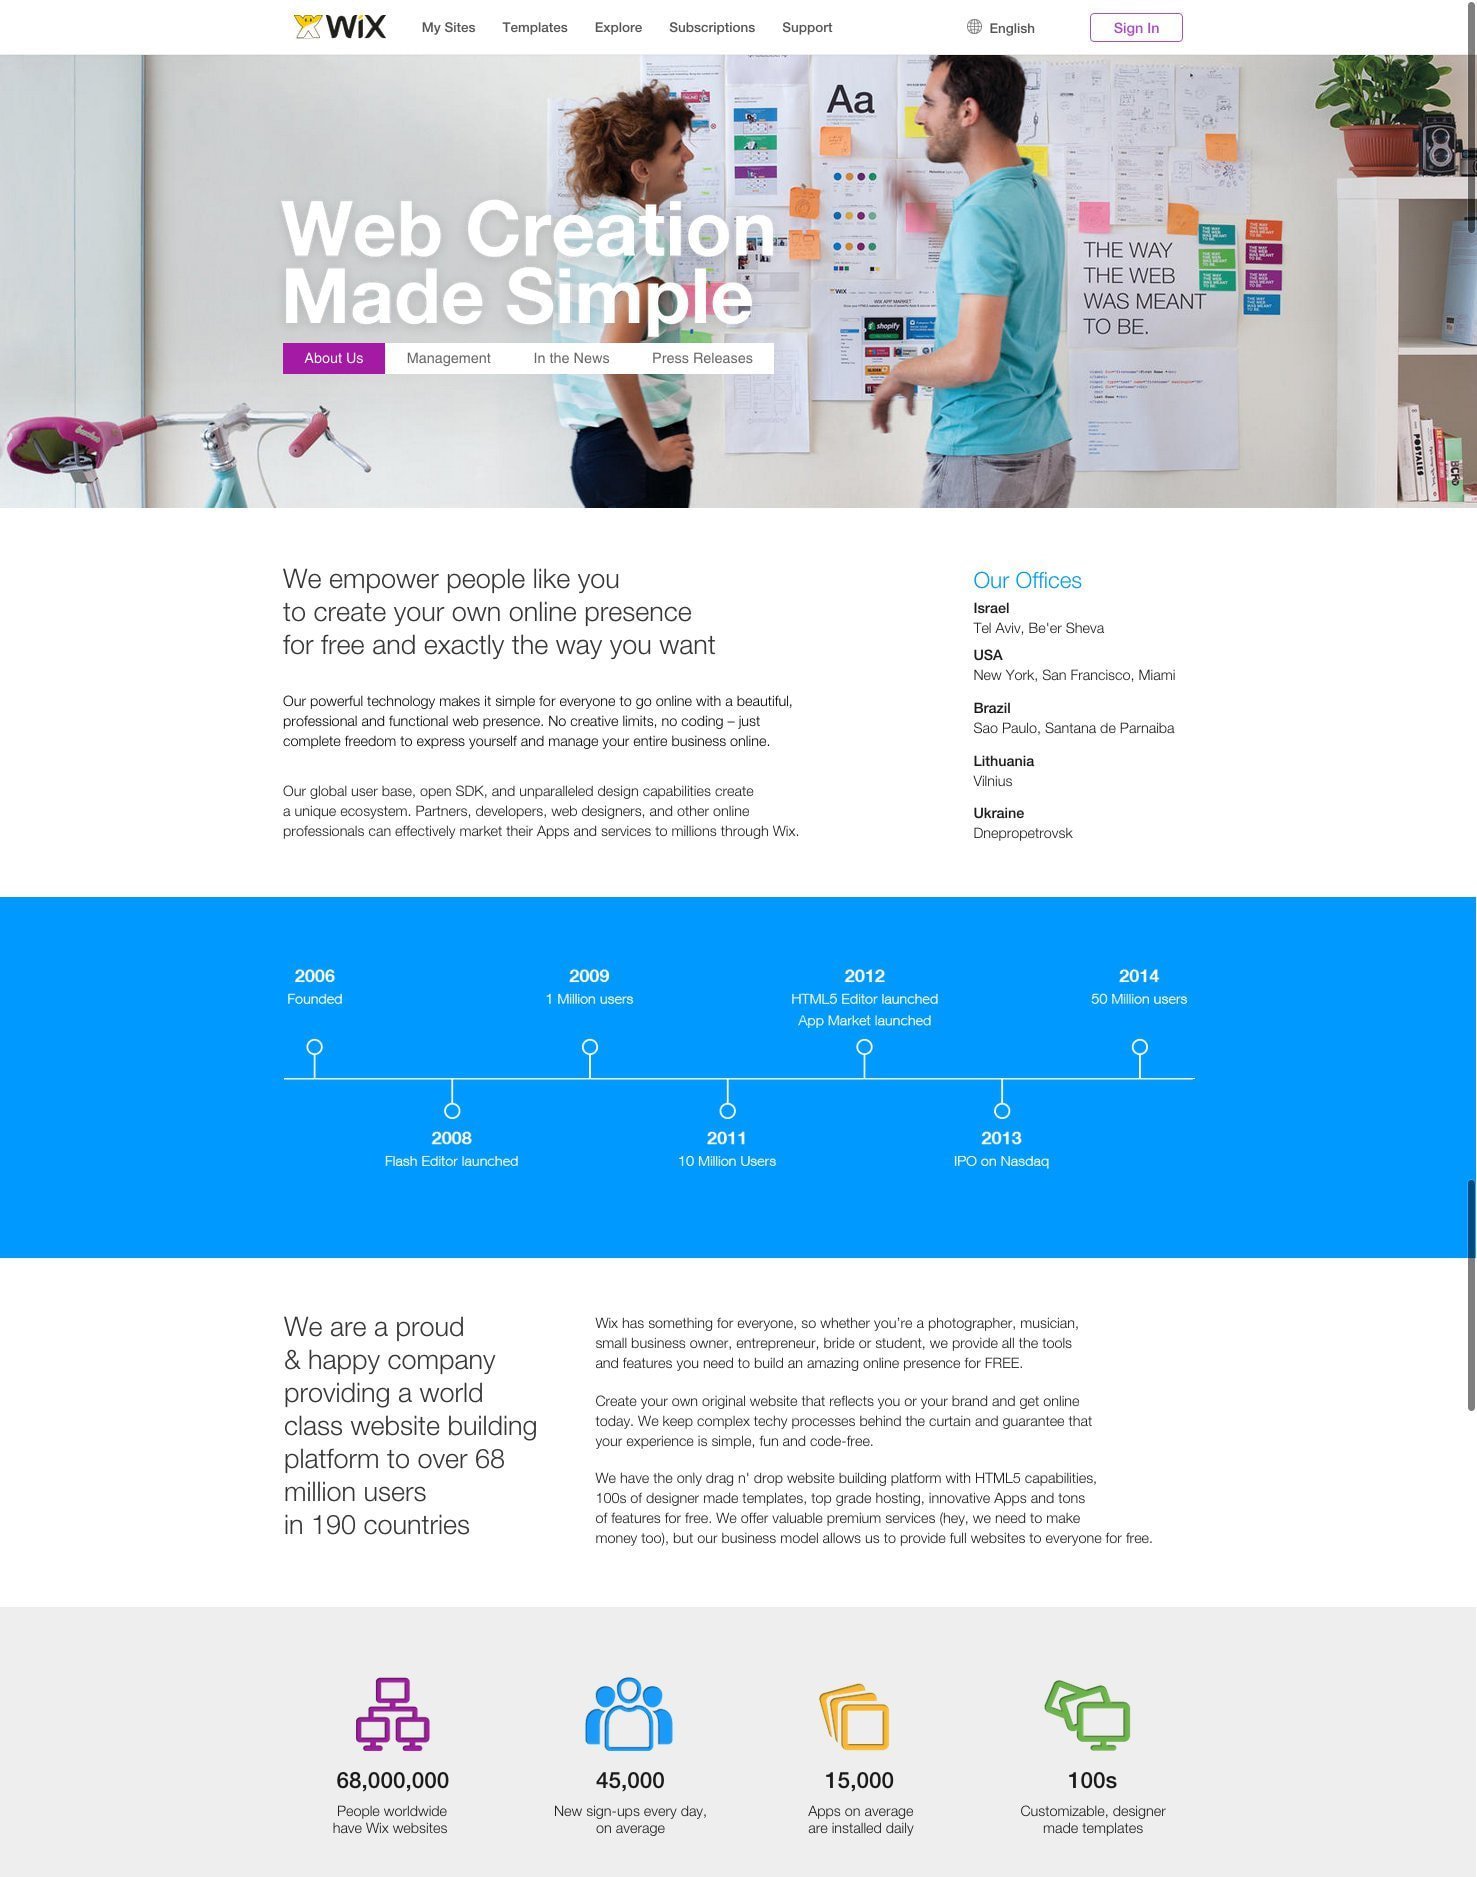 WiX
My Sites Templates Explore Subscriptions Support
English
Sign In
Aa
Web Creation
Made Simple
About Us Management In the News Press Releases
THE WAY
THE WEB
WAS MEANT
TO BE.
WIX
WIX APP MARKET
shopify
POSTALES
We empower people like you
to create your own online presence
for free and exactly the way you want
Our powerful technology makes it simple for everyone to go online with a beautiful,
professional and functional web presence. No creative limits, no coding – just
complete freedom to express yourself and manage your entire business online.
Our global user base, open SDK, and unparalleled design capabilities create
a unique ecosystem. Partners, developers, web designers, and other online
professionals can effectively market their Apps and services to millions through Wix.
Our Offices
Israel
Tel Aviv, Be'er Sheva
USA
New York, San Francisco, Miami
Brazil
Sao Paulo, Santana de Parnaiba
Lithuania
Vilnius
Ukraine
Dnepropetrovsk
2006
Founded
2009
1 Million users
2012
HTML5 Editor launched
App Market launched
2014
50 Million users
2008
Flash Editor launched
2011
10 Million Users
2013
IPO on Nasdaq
We are a proud
& happy company
providing a world
class website building
platform to over 68
million users
in 190 countries
Wix has something for everyone, so whether you're a photographer, musician,
small business owner, entrepreneur, bride or student, we provide all the tools
and features you need to build an amazing online presence for FREE.
Create your own original website that reflects you or your brand and get online
today. We keep complex techy processes behind the curtain and guarantee that
your experience is simple, fun and code-free.
We have the only drag n' drop website building platform with HTML5 capabilities,
100s of designer made templates, top grade hosting, innovative Apps and tons
of features for free. We offer valuable premium services (hey, we need to make
money too), but our business model allows us to provide full websites to everyone for free.
68,000,000
People worldwide
have Wix websites
45,000
New sign-ups every day,
on average
15,000
Apps on average
are installed daily
100s
Customizable, designer
made templates